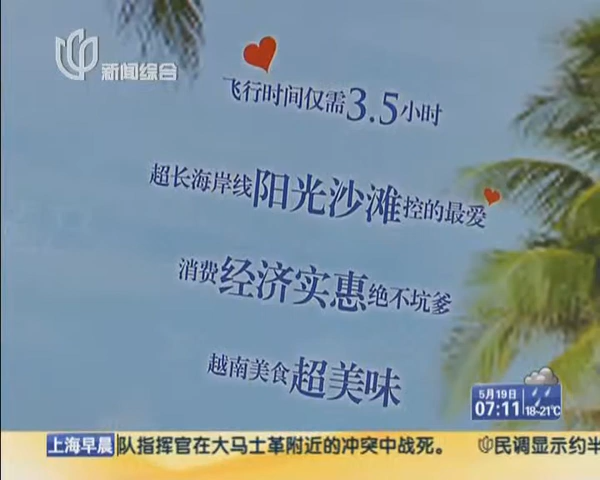 新闻综合
飞行时间仅需3.5小时
超长海岸线阳光沙滩控的最爱
消费经济实惠绝不坑爹
越南美食超美味
5月19日
07:11
18-21℃
上海早晨
队指挥官在大马士革附近的冲突中战死。
民调显示约半